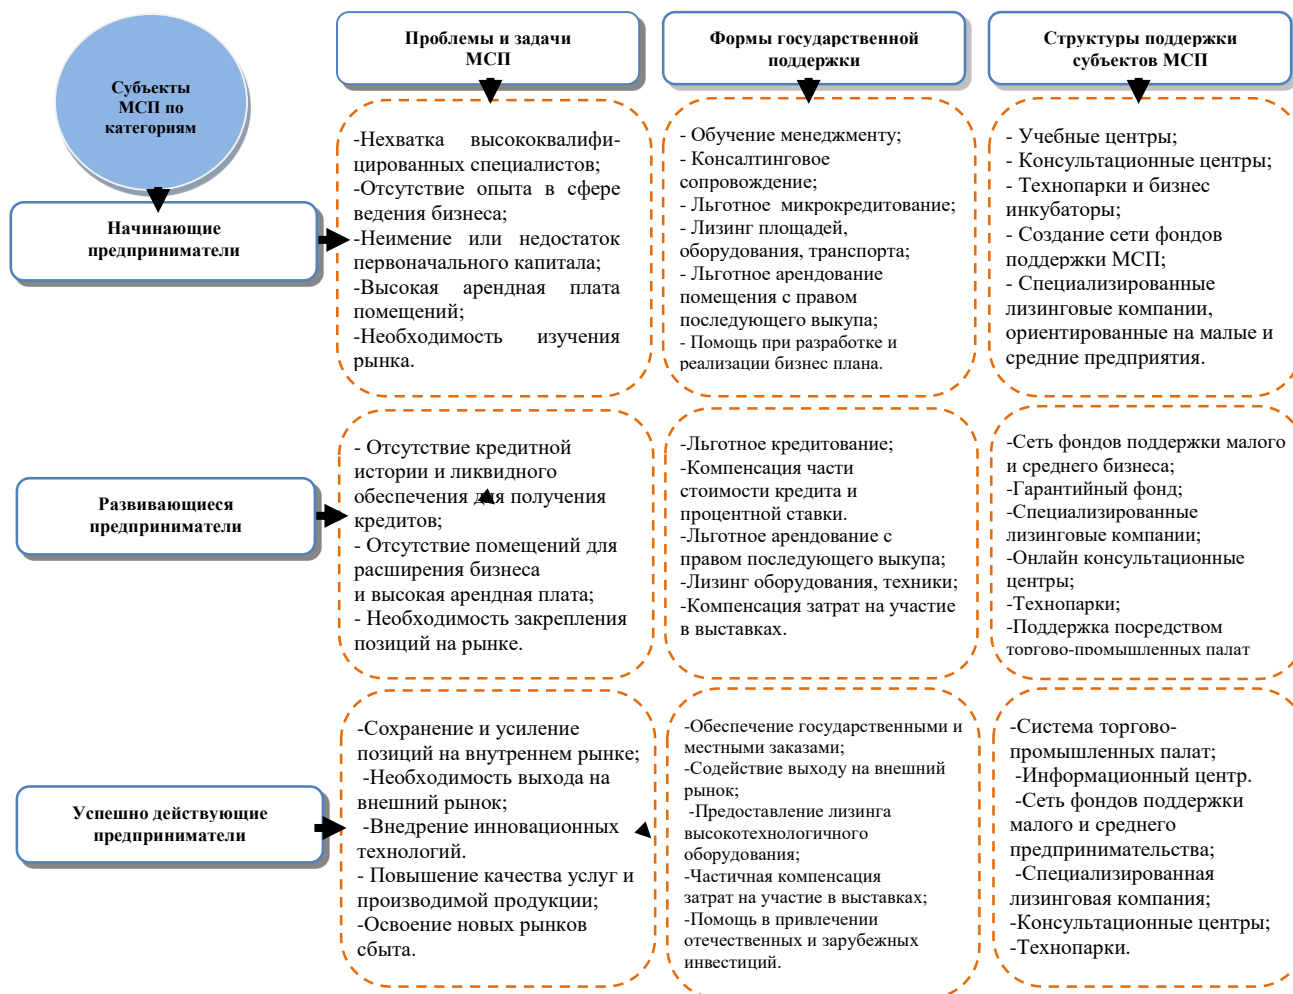 Субъекты
МСП по
категориям
Проблемы и задачи
МСП
Формы государственной
поддержки
Структуры поддержки
субъектов МСП
Начинающие
предприниматели
-Нехватка высококвалифи-
цированных специалистов;
-Отсутствие опыта в сфере
ведения бизнеса;
-Неимение или недостаток
первоначального капитала;
-Высокая арендная плата
помещений;
-Необходимость изучения
рынка.
- Обучение менеджменту;
- Консалтинговое
сопровождение;
- Льготное микрокредитование;
- Лизинг площадей,
оборудования, транспорта;
- Льготное арендование
помещения с правом
последующего выкупа;
- Помощь при разработке и
реализации бизнес плана.
- Учебные центры;
- Консультационные центры;
- Технопарки и бизнес
инкубаторы;
- Создание сети фондов
поддержки МСП;
- Специализированные
лизинговые компании,
ориентированные на малые и
средние предприятия.
Развивающиеся
предприниматели
- Отсутствие кредитной
истории и ликвидного
обеспечения для получения
кредитов;
- Отсутствие помещений для
расширения бизнеса
и высокая арендная плата;
- Необходимость закрепления
позиций на рынке.
-Льготное кредитование;
-Компенсация части
стоимости кредита и
процентной ставки.
-Льготное арендование с
правом последующего выкупа;
-Лизинг оборудования, техники;
-Компенсация затрат на участие
в выставках.
-Сеть фондов поддержки малого
и среднего бизнеса;
-Гарантийный фонд;
-Специализированные
лизинговые компании;
-Онлайн консультационные
центры;
-Технопарки;
-Поддержка посредством
торгово-промышленных палат
Успешно действующие
предприниматели
-Сохранение и усиление
позиций на внутреннем рынке;
-Необходимость выхода на
внешний рынок;
-Внедрение инновационных
технологий.
- Повышение качества услуг и
производимой продукции;
-Освоение новых рынков
сбыта.
-Обеспечение государственными и
местными заказами;
-Содействие выходу на внешний
рынок;
-Предоставление лизинга
высокотехнологичного
оборудования;
-Частичная компенсация
затрат на участие в выставках;
-Помощь в привлечении
отечественных и зарубежных
инвестиций.
-Система торгово-
промышленных палат;
-Информационный центр.
-Сеть фондов поддержки
малого и среднего
предпринимательства;
-Специализированная
лизинговая компания;
-Консультационные центры;
-Технопарки.